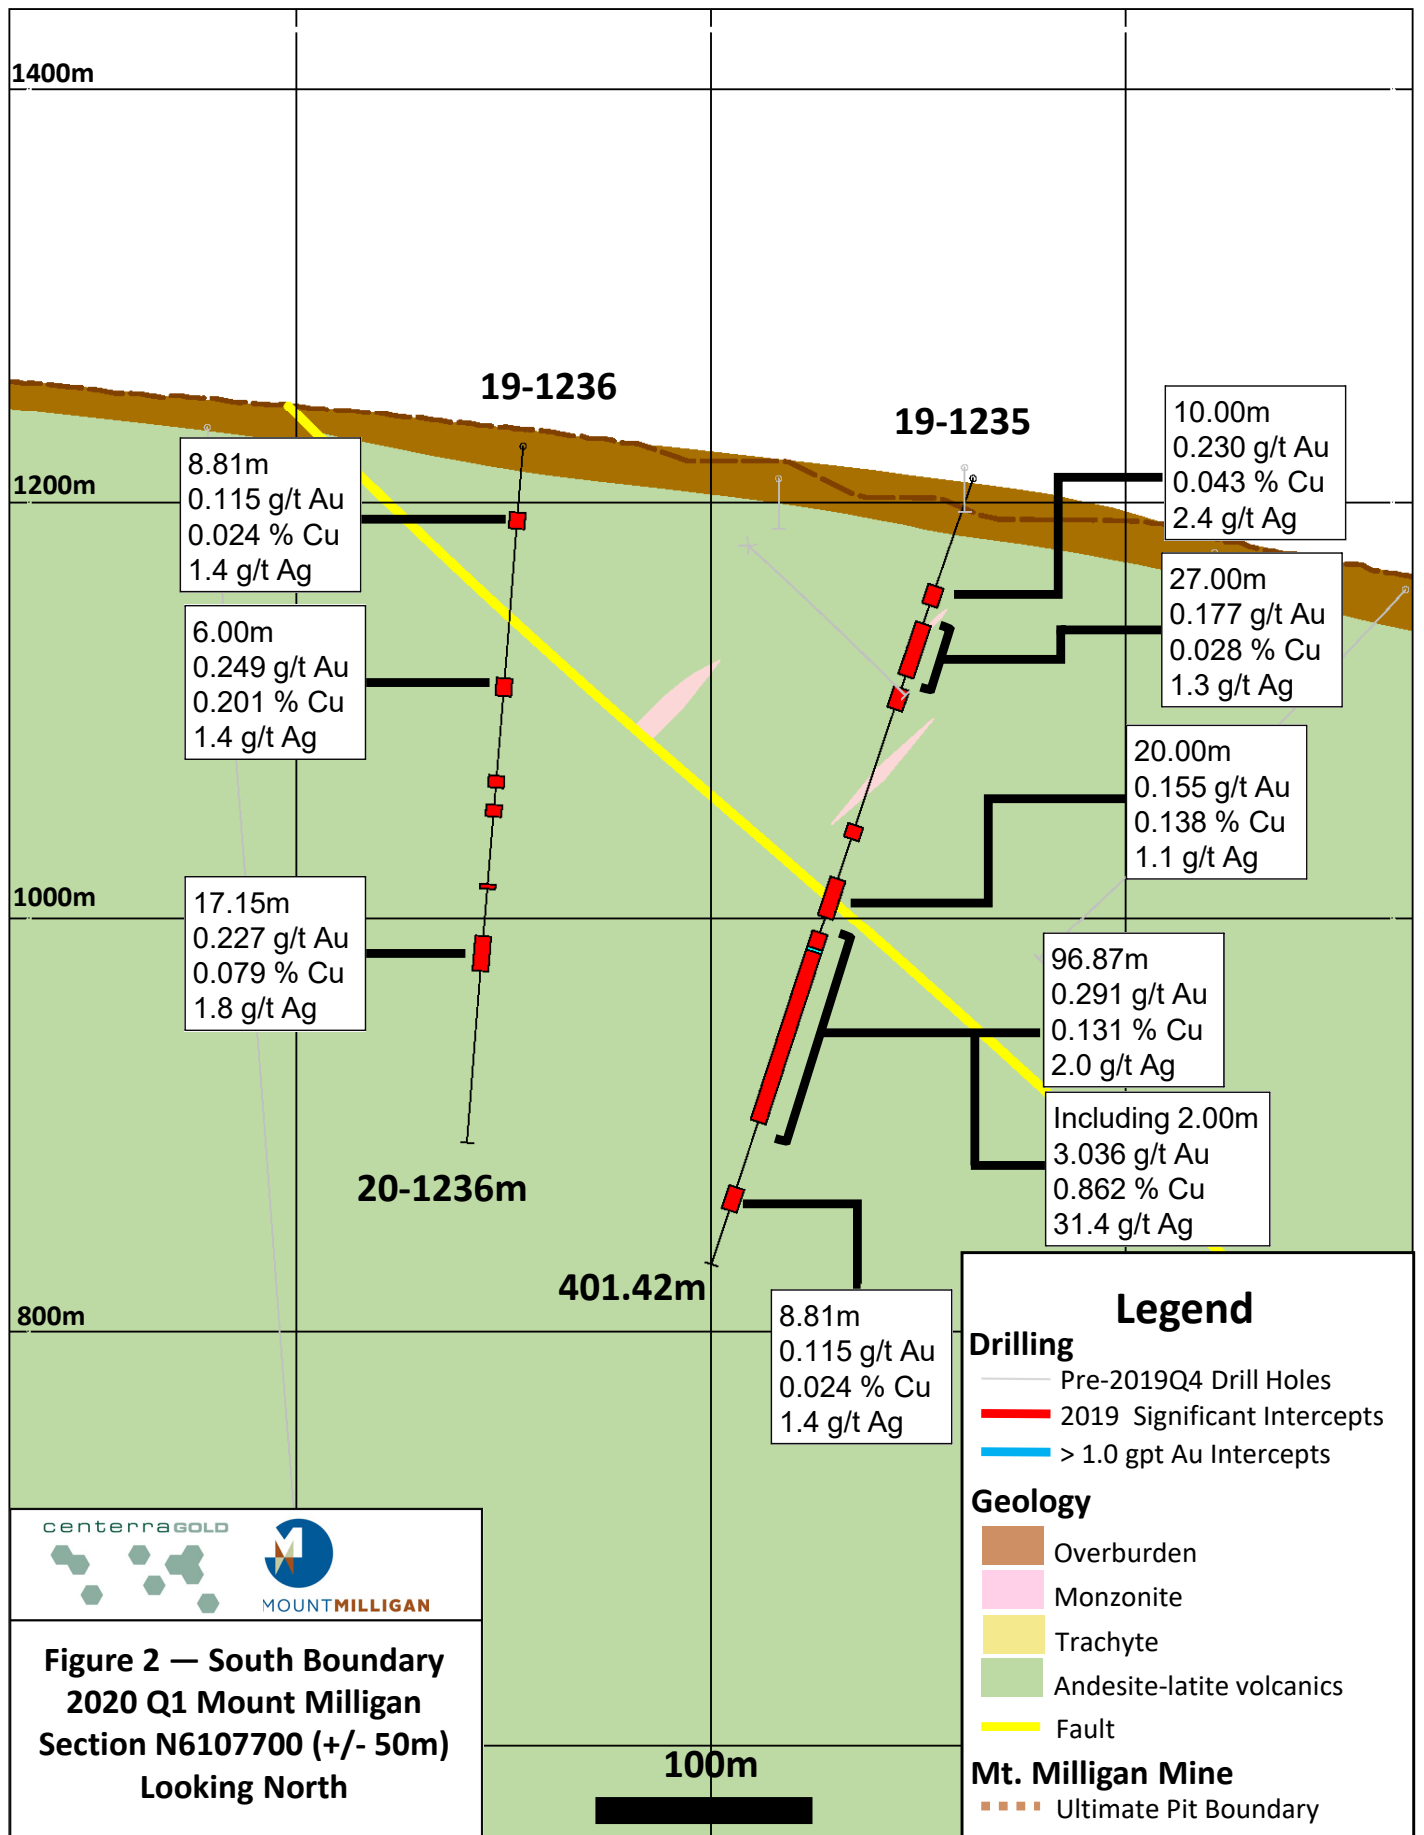 1400m
19-1236
19-1235
10.00m
0.230 g/t Au
0.043 % Cu
2.4 g/t Ag
8.81m
0.115 g/t Au
0.024 % Cu
1.4 g/t Ag
1200m
27.00m
0.177 g/t Au
0.028 % Cu
1.3 g/t Ag
6.00m
0.249 g/t Au
0.201 % Cu
1.4 g/t Ag
20.00m
0.155 g/t Au
0.138 % Cu
1.1 g/t Ag
1000m
17.15m
0.227 g/t Au
0.079 % Cu
1.8 g/t Ag
96.87m
0.291 g/t Au
0.131 % Cu
2.0 g/t Ag
Including 2.00m
3.036 g/t Au
0.862 % Cu
31.4 g/t Ag
20-1236m
401.42m
800m
8.81m
0.115 g/t Au
0.024 % Cu
1.4 g/t Ag
Legend
Drilling
Pre-2019Q4 Drill Holes
2019 Significant Intercepts
> 1.0 gpt Au Intercepts
Geology
Overburden
Monzonite
Trachyte
Andesite-latite volcanics
Fault
Mt. Milligan Mine
Ultimate Pit Boundary
centerraGOLD
M
MOUNTMILLIGAN
Figure 2 — South Boundary
2020 Q1 Mount Milligan
Section N6107700 (+/- 50m)
Looking North
100m